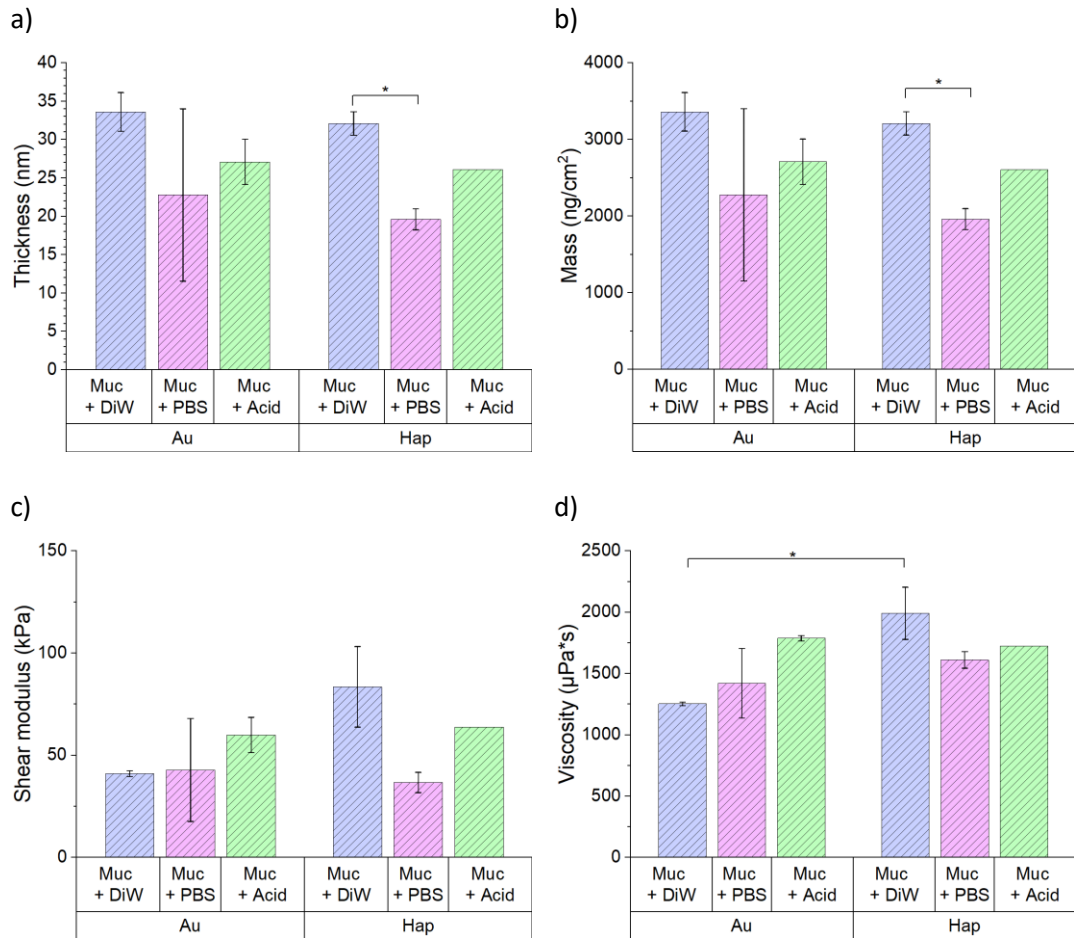 a)
40
35
30
25
20
15
10
5
0
Thickness (nm)
*
Muc + DiW
Muc + PBS
Muc + Acid
Muc + DiW
Muc + PBS
Muc + Acid
Au
Hap
b)
4000
3000
2000
1000
0
Mass (ng/cm²)
*
Muc + DiW
Muc + PBS
Muc + Acid
Muc + DiW
Muc + PBS
Muc + Acid
Au
Hap
c)
150
100
50
0
Shear modulus (kPa)
Muc + DiW
Muc + PBS
Muc + Acid
Muc + DiW
Muc + PBS
Muc + Acid
Au
Hap
d)
2500
2000
1500
1000
500
0
Viscosity (µPa*s)
*
Muc + DiW
Muc + PBS
Muc + Acid
Muc + DiW
Muc + PBS
Muc + Acid
Au
Hap